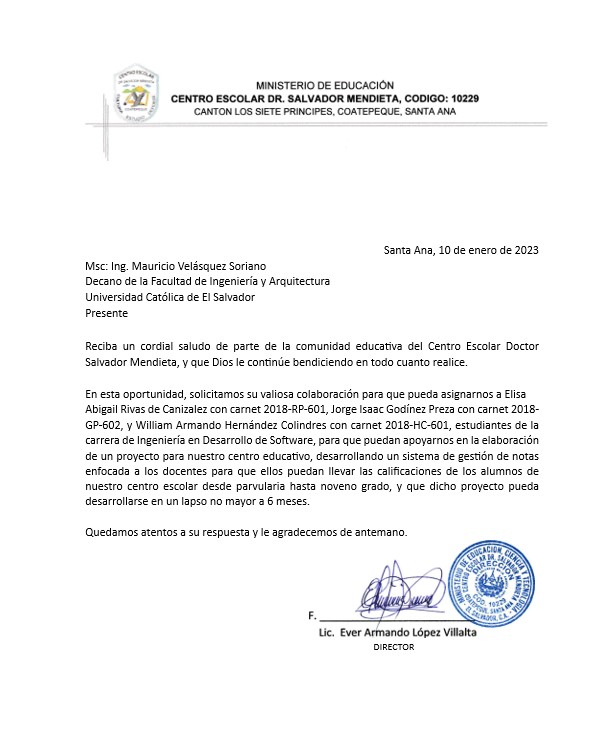 CENTRO ESCOLAR
MINISTERIO DE EDUCACIÓN
CENTRO ESCOLAR DR. SALVADOR MENDIETA, CODIGO: 10229
CANTON LOS SIETE PRINCIPES, COATEPEQUE, SANTA ANA
Santa Ana, 10 de enero de 2023
Msc: Ing. Mauricio Velásquez Soriano
Decano de la Facultad de Ingeniería y Arquitectura
Universidad Católica de El Salvador
Presente
Reciba un cordial saludo de parte de la comunidad educativa del Centro Escolar Doctor
Salvador Mendieta, y que Dios le continúe bendiciendo en todo cuanto realice.
En esta oportunidad, solicitamos su valiosa colaboración para que pueda asignarnos a Elisa
Abigail Rivas de Canizalez con carnet 2018-RP-601, Jorge Isaac Godínez Preza con carnet 2018-
GP-602, y William Armando Hernández Colindres con carnet 2018-HC-601, estudiantes de la
carrera de Ingeniería en Desarrollo de Software, para que puedan apoyarnos en la elaboración
de un proyecto para nuestro centro educativo, desarrollando un sistema de gestión de notas
enfocada a los docentes para que ellos puedan llevar las calificaciones de los alumnos de
nuestro centro escolar desde parvularia hasta noveno grado, y que dicho proyecto pueda
desarrollarse en un lapso no mayor a 6 meses.
Quedamos atentos a su respuesta y le agradecemos de antemano.
MINISTERIO DE EDUCACION, CIENCIA Y TECNOLOGIA
CENTRO ESCOLAR DR. SALVADOR MENDIETA
DIRECCION
COD. 10229
COATEPEQUE, SANTA ANA
EL SALVADOR, C.A.
F.
Lic. Ever Armando López Villalta
DIRECTOR